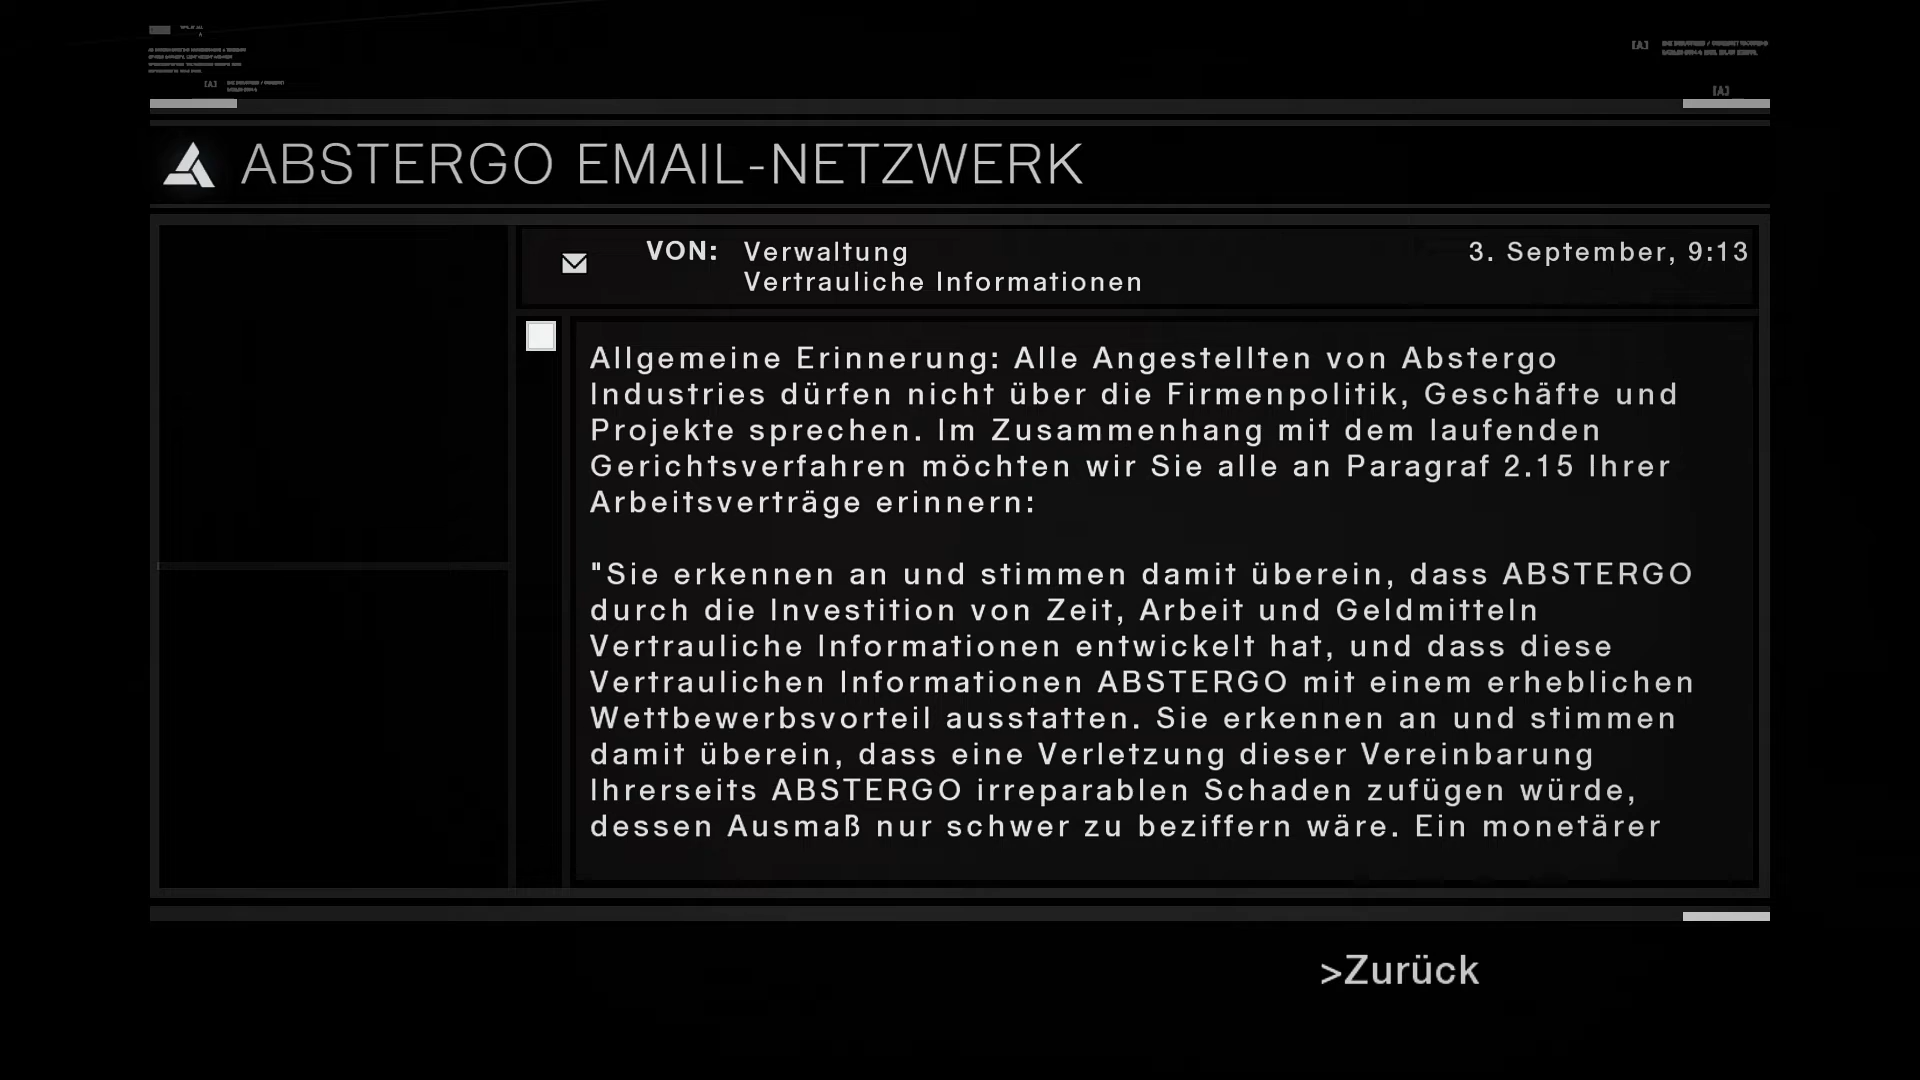 ABSTERGO EMAIL-NETZWERK
VON: Verwaltung
3. September, 9:13
Vertrauliche Informationen
Allgemeine Erinnerung: Alle Angestellten von Abstergo
Industries dürfen nicht über die Firmenpolitik, Geschäfte und
Projekte sprechen. Im Zusammenhang mit dem laufenden
Gerichtsverfahren möchten wir Sie alle an Paragraf 2.15 Ihrer
Arbeitsverträge erinnern:
"Sie erkennen an und stimmen damit überein, dass ABSTERGO
durch die Investition von Zeit, Arbeit und Geldmitteln
Vertrauliche Informationen entwickelt hat, und dass diese
Vertraulichen Informationen ABSTERGO mit einem erheblichen
Wettbewerbsvorteil ausstatten. Sie erkennen an und stimmen
damit überein, dass eine Verletzung dieser Vereinbarung
Ihrerseits ABSTERGO irreparablen Schaden zufügen würde,
dessen Ausmaß nur schwer zu beziffern wäre. Ein monetärer
>Zurück